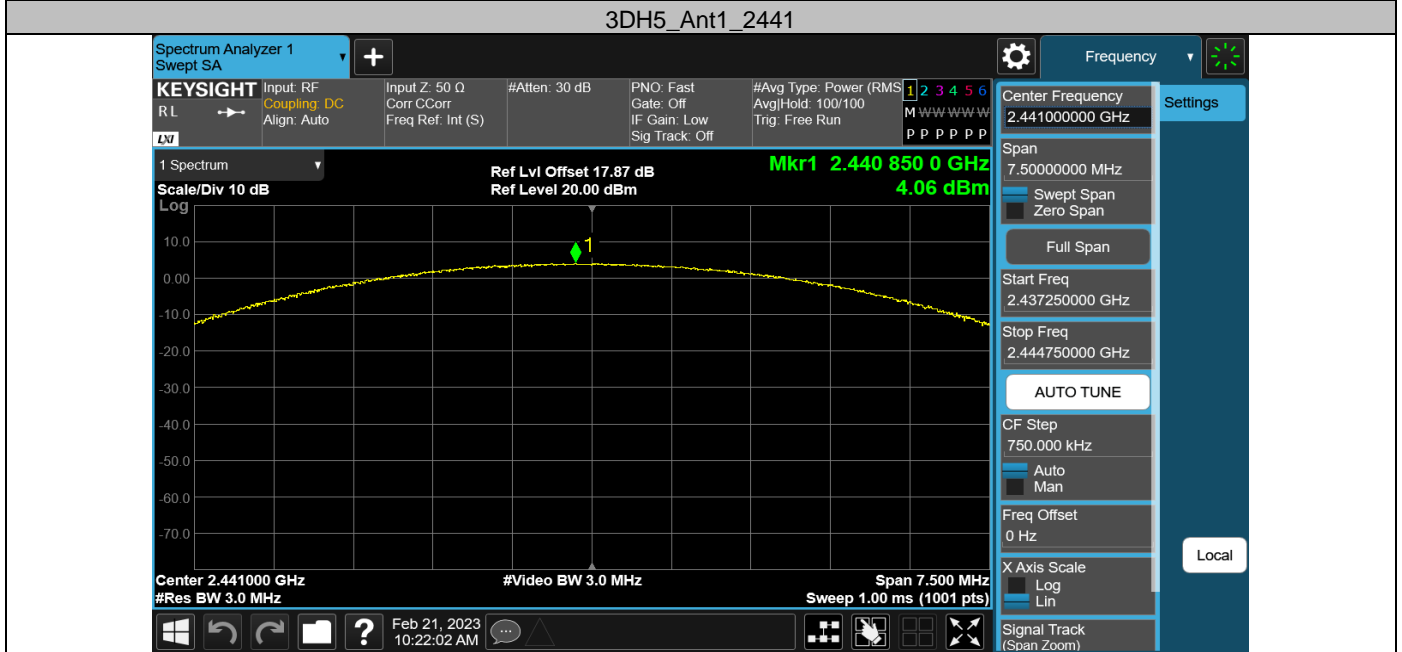 3DH5_Ant1_2441
Spectrum Analyzer 1
Swept SA
+
Frequency
KEYSIGHT
RL
LXI
Input: RF
Coupling: DC
Align: Auto
Input Z: 50 Ω
Corr CCorr
Freq Ref: Int (S)
#Atten: 30 dB
PNO: Fast
Gate: Off
IF Gain: Low
Sig Track: Off
#Avg Type: Power (RMS
Avg|Hold: 100/100
Trig: Free Run
1 2 3 4 5 6
M W W W W W
P P P P P P
1 Spectrum
Scale/Div 10 dB
Log
Ref Lvl Offset 17.87 dB
Ref Level 20.00 dBm
Mkr1 2.440 850 0 GHz
4.06 dBm
1
10.0
0.00
-10.0
-20.0
-30.0
-40.0
-50.0
-60.0
-70.0
Center 2.441000 GHz
#Video BW 3.0 MHz
Span 7.500 MHz
#Res BW 3.0 MHz
Sweep 1.00 ms (1001 pts)
Center Frequency
2.441000000 GHz
Settings
Span
7.50000000 MHz
Swept Span
Zero Span
Full Span
Start Freq
2.437250000 GHz
Stop Freq
2.444750000 GHz
AUTO TUNE
CF Step
750.000 kHz
Auto
Man
Freq Offset
0 Hz
X Axis Scale
Log
Lin
Local
Signal Track
(Span Zoom)
?
Feb 21, 2023
10:22:02 AM